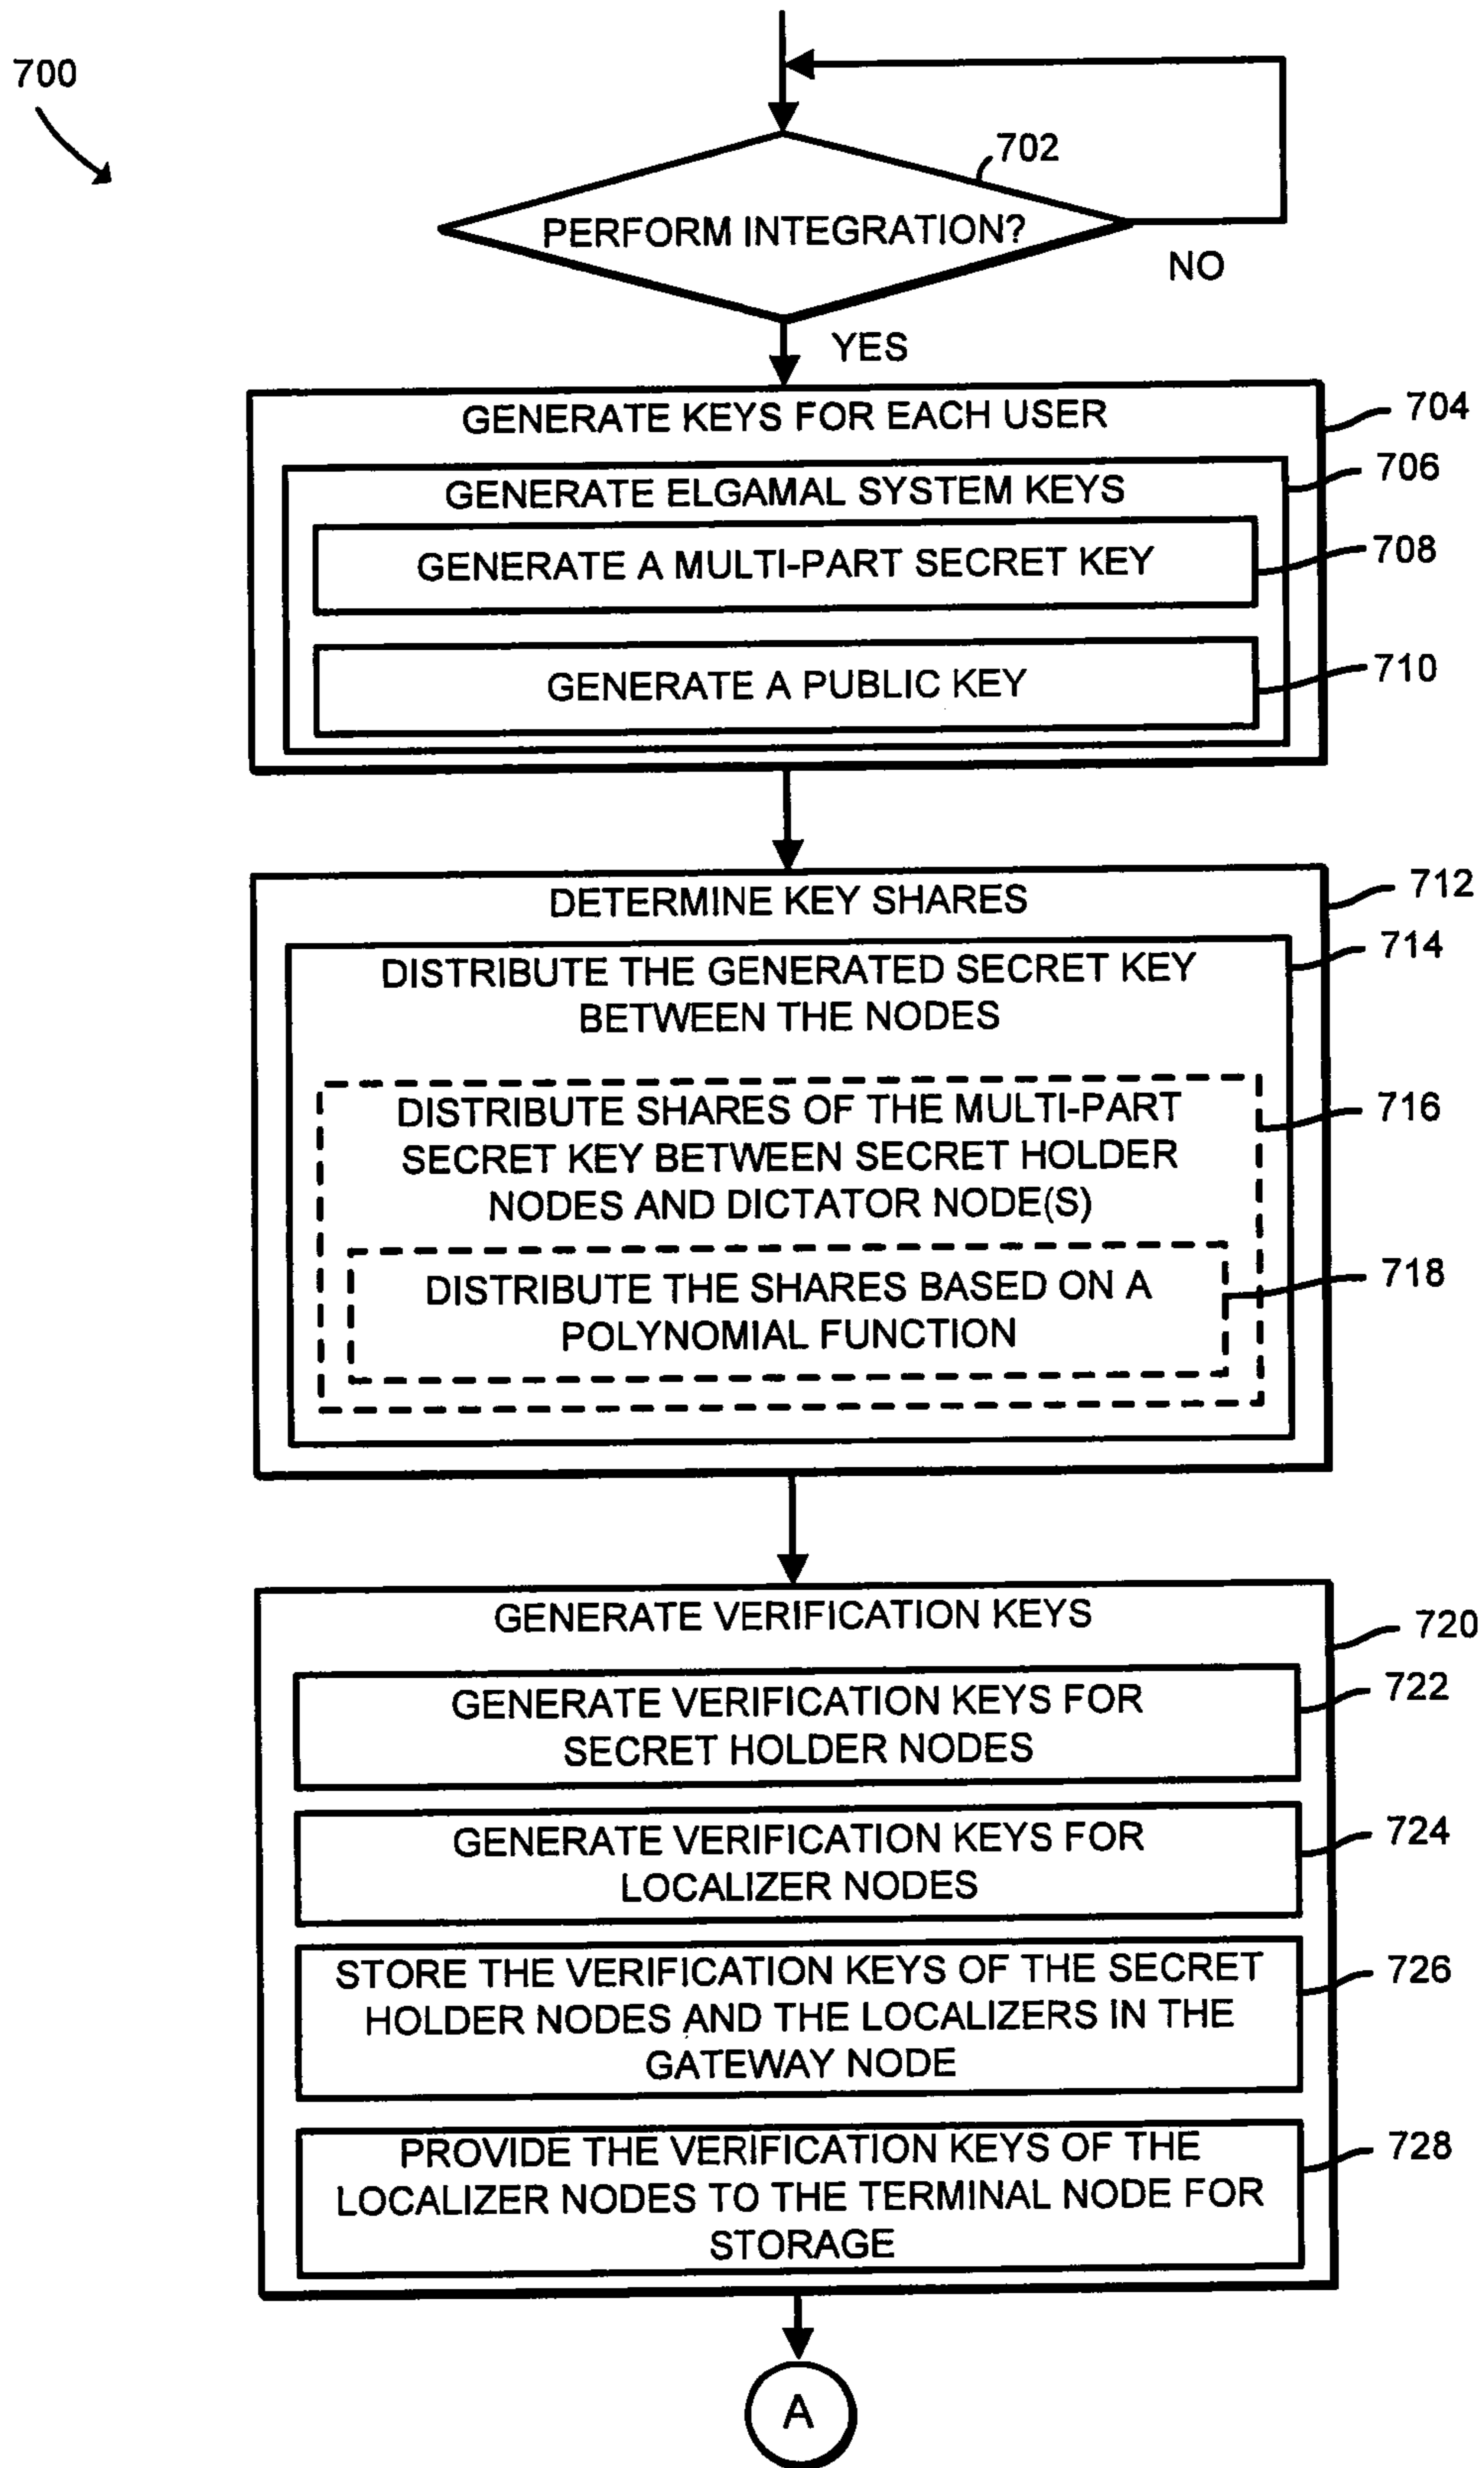 700
702
PERFORM INTEGRATION?
NO
YES
GENERATE KEYS FOR EACH USER
704
GENERATE ELGAMAL SYSTEM KEYS
706
GENERATE A MULTI-PART SECRET KEY
708
GENERATE A PUBLIC KEY
710
DETERMINE KEY SHARES
712
DISTRIBUTE THE GENERATED SECRET KEY
BETWEEN THE NODES
714
DISTRIBUTE SHARES OF THE MULTI-PART
SECRET KEY BETWEEN SECRET HOLDER
NODES AND DICTATOR NODE(S)
716
DISTRIBUTE THE SHARES BASED ON A
POLYNOMIAL FUNCTION
718
GENERATE VERIFICATION KEYS
720
GENERATE VERIFICATION KEYS FOR
SECRET HOLDER NODES
722
GENERATE VERIFICATION KEYS FOR
LOCALIZER NODES
724
STORE THE VERIFICATION KEYS OF THE SECRET
HOLDER NODES AND THE LOCALIZERS IN THE
GATEWAY NODE
726
PROVIDE THE VERIFICATION KEYS OF THE
LOCALIZER NODES TO THE TERMINAL NODE FOR
STORAGE
728
A